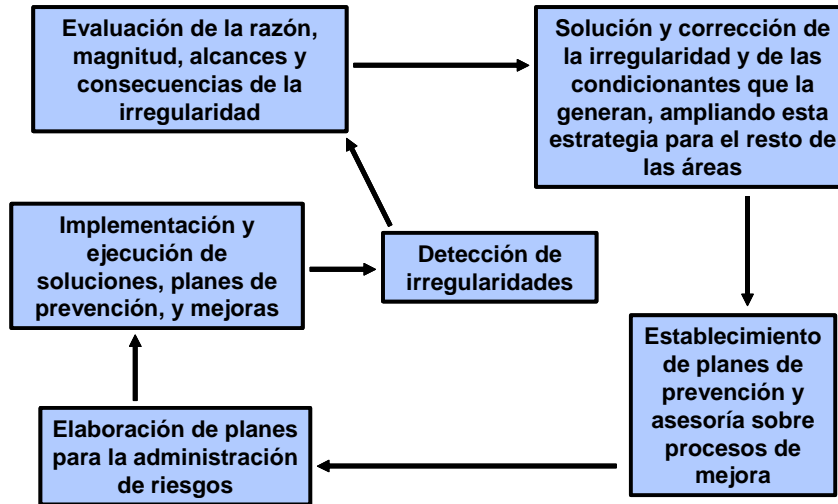 Evaluación de la razón,
magnitud, alcances y
consecuencias de la
irregularidad
Solución y corrección de
la irregularidad y de las
condicionantes que la
generan, ampliando esta
estrategia para el resto de
las áreas
Implementación y
ejecución de
soluciones, planes de
prevención, y mejoras
Detección de
irregularidades
Establecimiento
de planes de
prevención y
asesoría sobre
procesos de
mejora
Elaboración de planes
para la administración
de riesgos